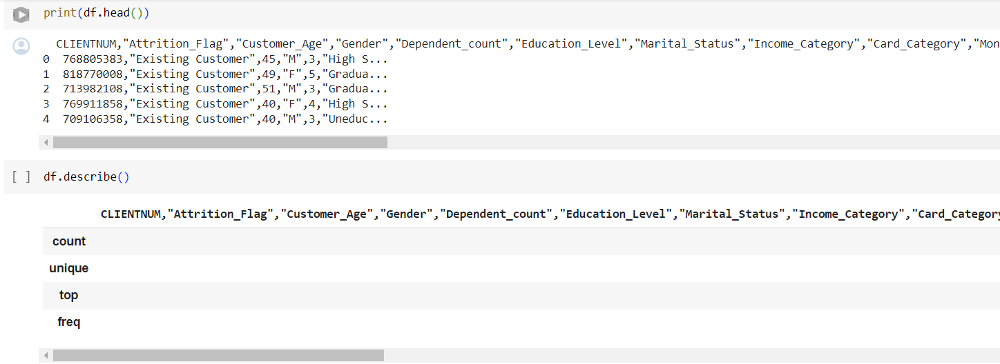 print(df.head())
CLIENTNUM,"Attrition_Flag","Customer_Age","Gender","Dependent_count","Education_Level","Marital_Status","Income_Category","Card_Category","Mon
0 768805383,"Existing Customer",45,"M",3,"High S...
1 818770008,"Existing Customer",49,"F",5,"Gradua...
2 713982108,"Existing Customer",51,"M",3,"Gradua...
3 769911858,"Existing Customer",40,"F",4,"High S...
4 709106358,"Existing Customer",40,"M",3,"Uneduc...
[ ] df.describe()
CLIENTNUM,"Attrition_Flag","Customer_Age","Gender","Dependent_count","Education_Level","Marital_Status","Income_Category","Card_Category
count
unique
top
freq